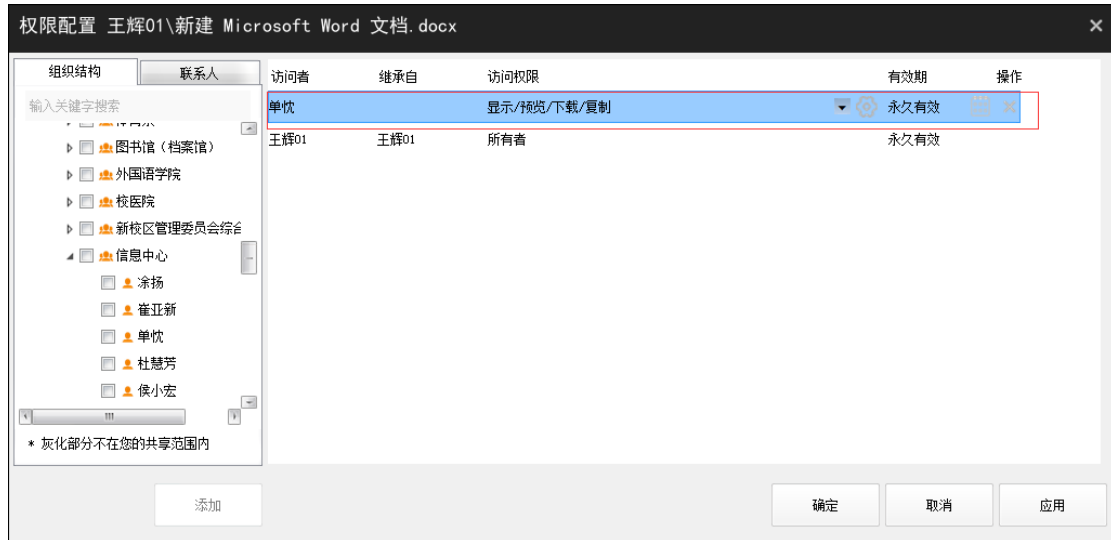 权限配置 王辉01\新建 Microsoft Word 文档.docx
组织结构 联系人
输入关键字搜索
图书馆（档案馆）
外国语学院
校医院
新校区管理委员会综合
信息中心
涂扬
崔亚新
单忱
杜慧芳
侯小宏
* 灰化部分不在您的共享范围内
添加
访问者 继承自 访问权限 有效期 操作
单忱 显示/预览/下载/复制 永久有效
王辉01 王辉01 所有者 永久有效
确定 取消 应用